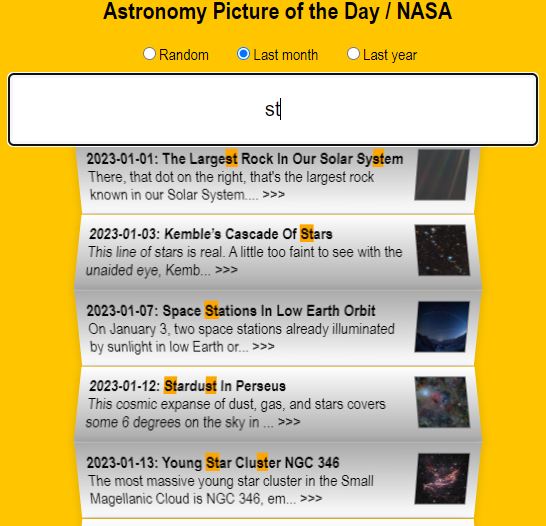 Astronomy Picture of the Day / NASA
Random Last month Last year
st
2023-01-01: The Largest Rock In Our Solar System
There, that dot on the right, that's the largest rock
known in our Solar System.... >>>
2023-01-03: Kemble's Cascade Of Stars
This line of stars is real. A little too faint to see with the
unaided eye, Kemb... >>>
2023-01-07: Space Stations In Low Earth Orbit
On January 3, two space stations already illuminated
by sunlight in low Earth or... >>>
2023-01-12: Stardust In Perseus
This cosmic expanse of dust, gas, and stars covers
some 6 degrees on the sky in ... >>>
2023-01-13: Young Star Cluster NGC 346
The most massive young star cluster in the Small
Magellanic Cloud is NGC 346, em... >>>